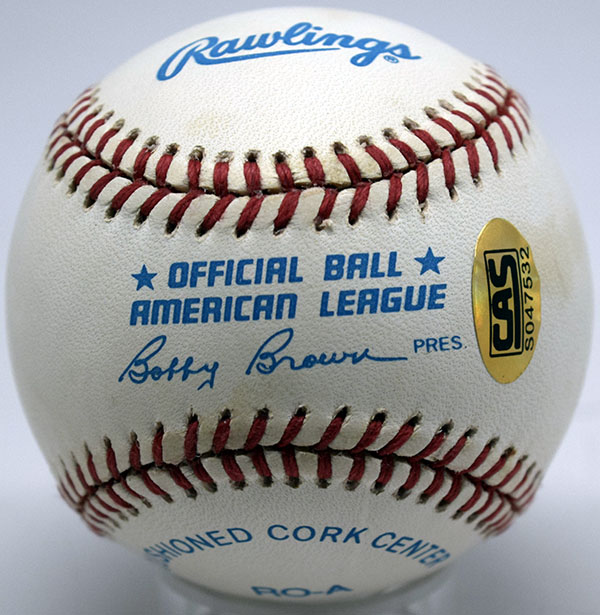 Rawlings®
★ OFFICIAL BALL ★
AMERICAN LEAGUE
Bobby Brown PRES.
CAS
S047532
SHIONED CORK CENTER
RO-A